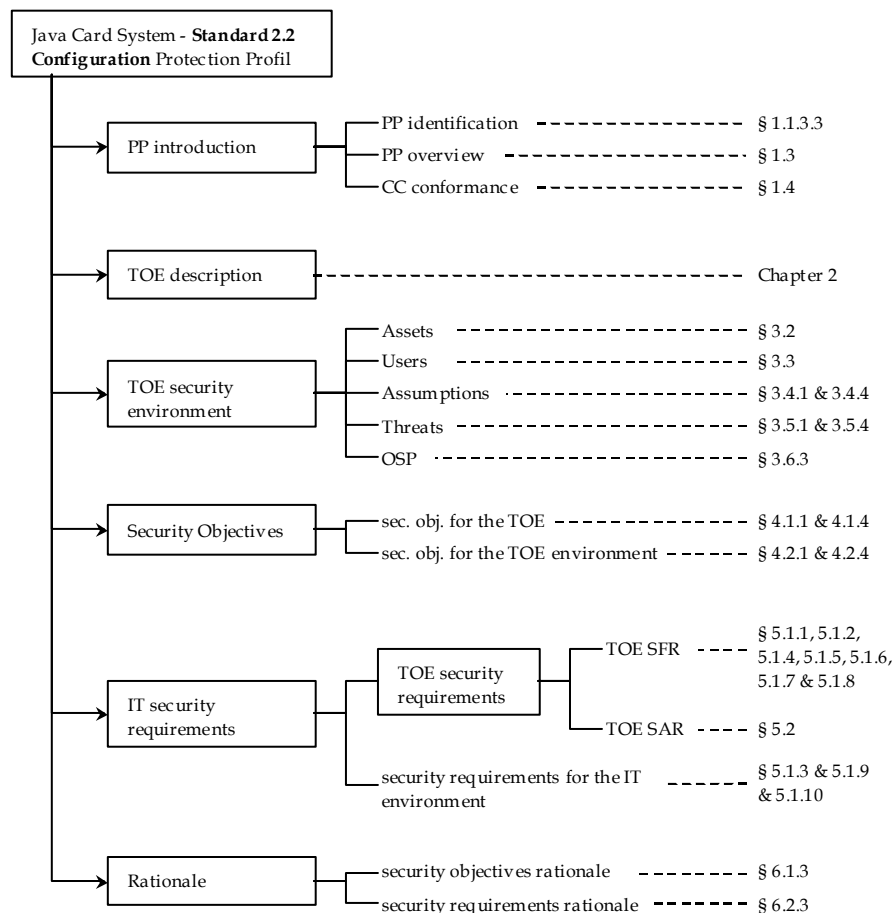 Java Card System - Standard 2.2
Configuration Protection Profil
PP introduction
PP identification
§ 1.1.3.3
PP overview
§ 1.3
CC conformance
§ 1.4
TOE description
Chapter 2
TOE security
environment
Assets
§ 3.2
Users
§ 3.3
Assumptions
§ 3.4.1 & 3.4.4
Threats
§ 3.5.1 & 3.5.4
OSP
§ 3.6.3
Security Objectives
sec. obj. for the TOE
§ 4.1.1 & 4.1.4
sec. obj. for the TOE environment
§ 4.2.1 & 4.2.4
IT security
requirements
TOE security
requirements
TOE SFR
§ 5.1.1, 5.1.2,
5.1.4, 5.1.5, 5.1.6,
5.1.7 & 5.1.8
TOE SAR
§ 5.2
security requirements for the IT
environment
§ 5.1.3 & 5.1.9
& 5.1.10
Rationale
security objectives rationale
§ 6.1.3
security requirements rationale
§ 6.2.3